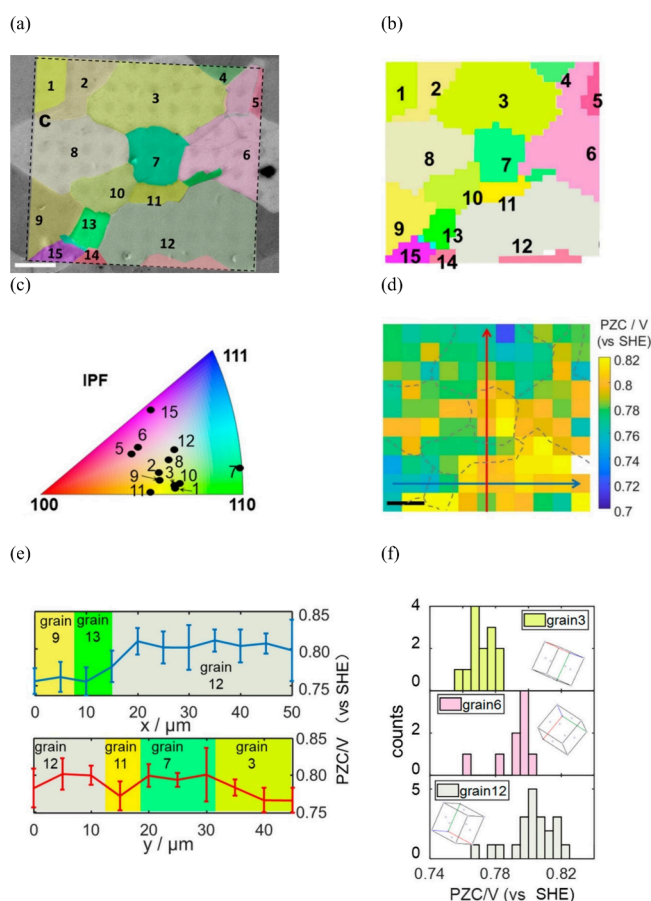 (a)
(b)
1
2
3
4
5
C
8
7
6
10
11
9
13
12
15
14
1
2
3
4
5
8
7
6
10
11
9
13
12
15
14
(c)
(d)
111
IPF
15
6
5
12
8
2
3
9
10
7
11
1
100
110
PZC / V
(vs SHE)
0.82
0.8
0.78
0.76
0.74
0.72
0.7
(e)
(f)
grain
9
grain
13
grain
12
0.85
0.80
0.75
0 10 20 30 40 50
x / µm
PZC/V (vs SHE)
grain
12
grain
11
grain
7
grain
3
0.85
0.80
0.75
0 10 20 30 40
y / µm
4
2
0
grain3
4
2
0
grain6
5
0
grain12
counts
0.74 0.78 0.82
PZC/V (vs SHE)